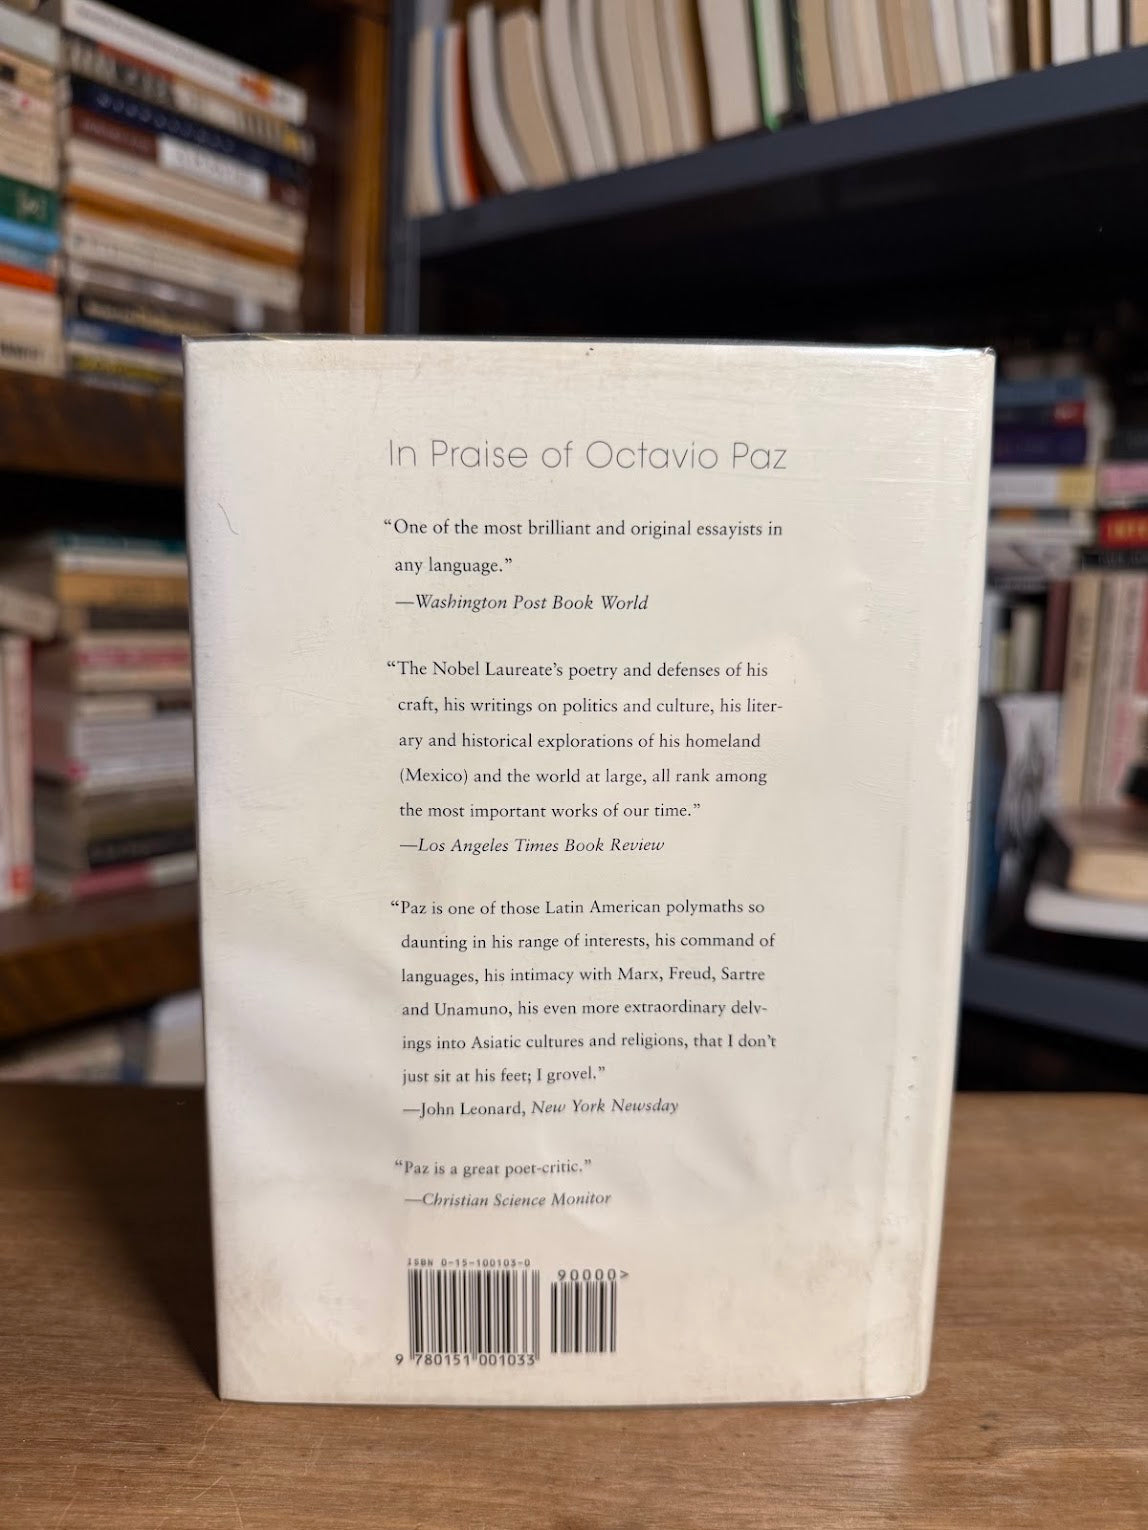 In Praise of Octavio Paz
“One of the most brilliant and original essayists in
any language.”
—Washington Post Book World
“The Nobel Laureate’s poetry and defenses of his
craft, his writings on politics and culture, his liter-
ary and historical explorations of his homeland
(Mexico) and the world at large, all rank among
the most important works of our time.”
—Los Angeles Times Book Review
“Paz is one of those Latin American polymaths so
daunting in his range of interests, his command of
languages, his intimacy with Marx, Freud, Sartre
and Unamuno, his even more extraordinary delv-
ings into Asiatic cultures and religions, that I don’t
just sit at his feet; I grovel.”
—John Leonard, New York Newsday
“Paz is a great poet-critic.”
—Christian Science Monitor
ISBN 0-15-100103-0
90000>
9 780151 001033